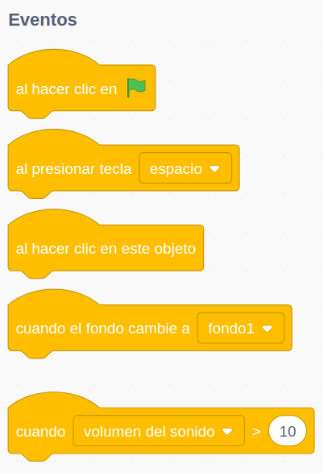 Eventos
al hacer clic en
al presionar tecla espacio
al hacer clic en este objeto
cuando el fondo cambie a fondo1
cuando volumen del sonido > 10